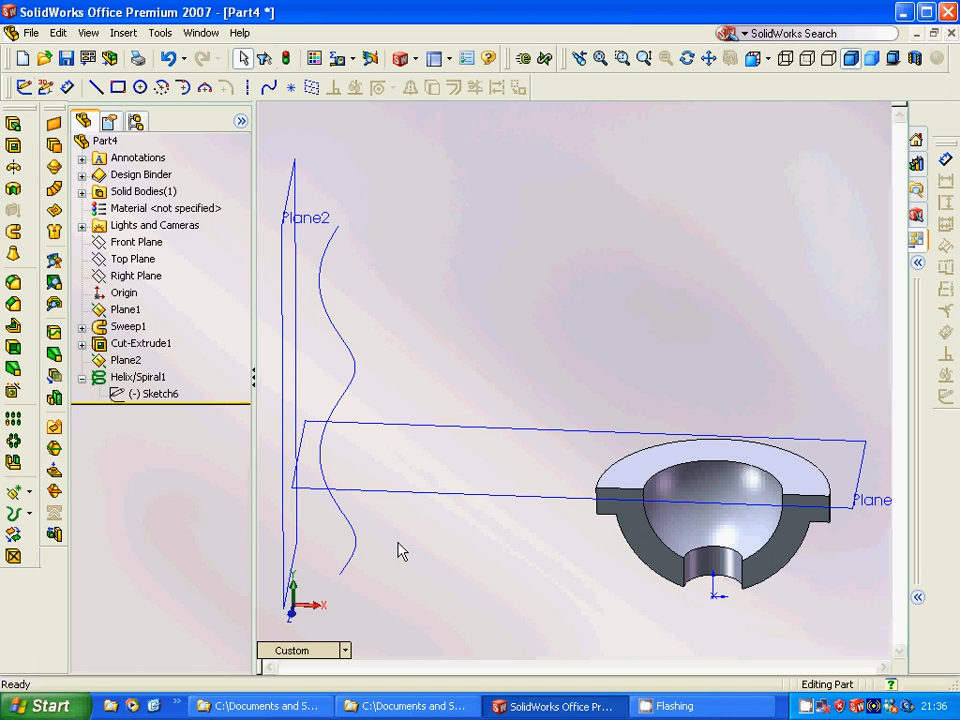 SolidWorks Office Premium 2007 - [Part4 *]
File Edit View Insert Tools Window Help
SolidWorks Search
Part4
Annotations
Design Binder
Solid Bodies(1)
Material <not specified>
Lights and Cameras
Front Plane
Top Plane
Right Plane
Origin
Plane1
Sweep1
Cut-Extrude1
Plane2
Helix/Spiral1
(-) Sketch6
Plane2
Plane
Y
X
Z
Custom
Ready
Editing Part
Start
C:\Documents and S...
C:\Documents and S...
SolidWorks Office Pr...
Flashing
21:36